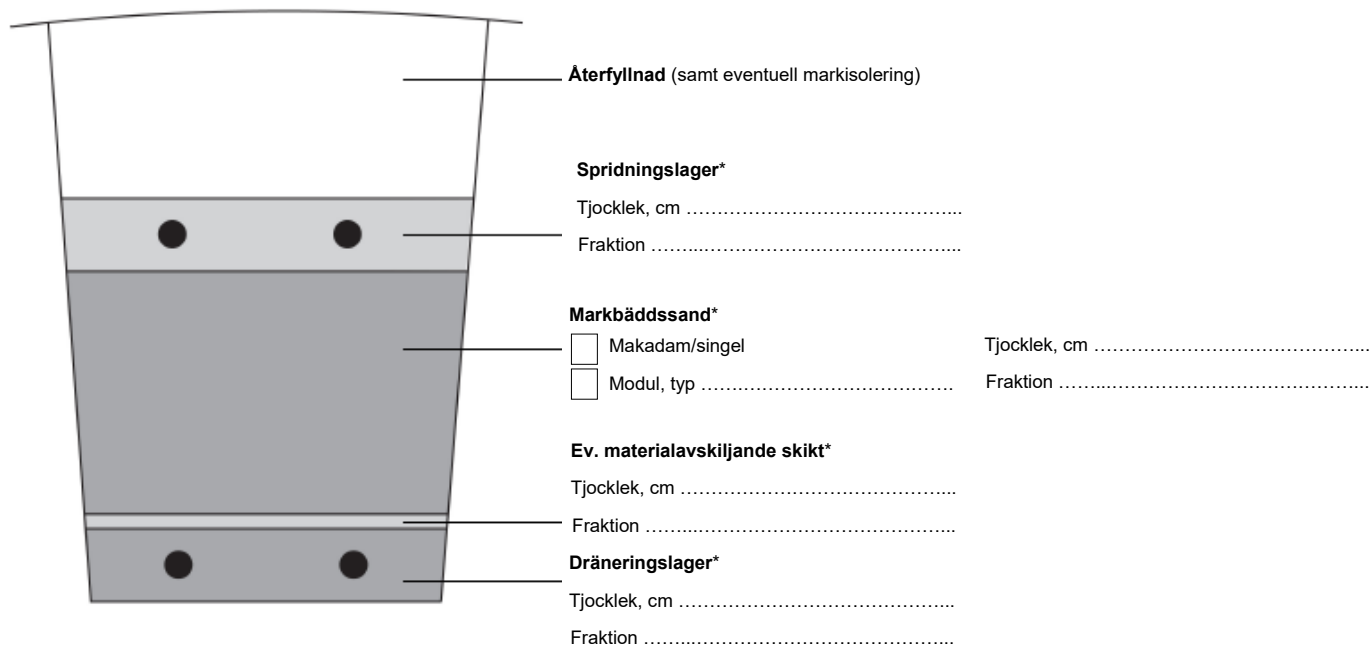 Återfyllnad (samt eventuell markisolering)
Spridningslager*
Tjocklek, cm ……………………………………...
Fraktion ……...…………………………………...
Markbäddssand*
Makadam/singel
Tjocklek, cm ……………………………………...
Modul, typ ………………………………….
Fraktion ……...…………………………………...
Ev. materialavskiljande skikt*
Tjocklek, cm ……………………………………...
Fraktion ……...…………………………………...
Dräneringslager*
Tjocklek, cm ……………………………………...
Fraktion ……...…………………………………...